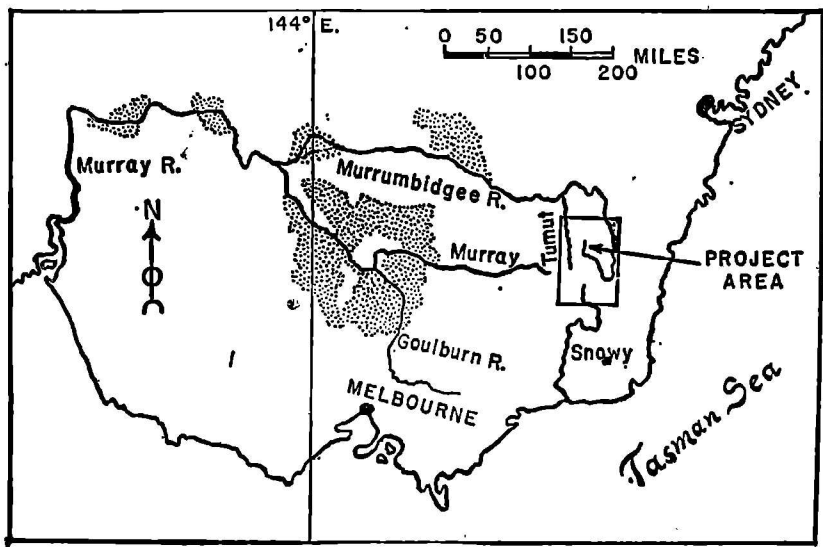 144° E.
0 50 150
MILES
100 200
SYDNEY
Murray R.
Murrumbidgee R.
N
Tumut
Murray
PROJECT
AREA
Goulburn R.
Snowy
MELBOURNE
Tasman Sea